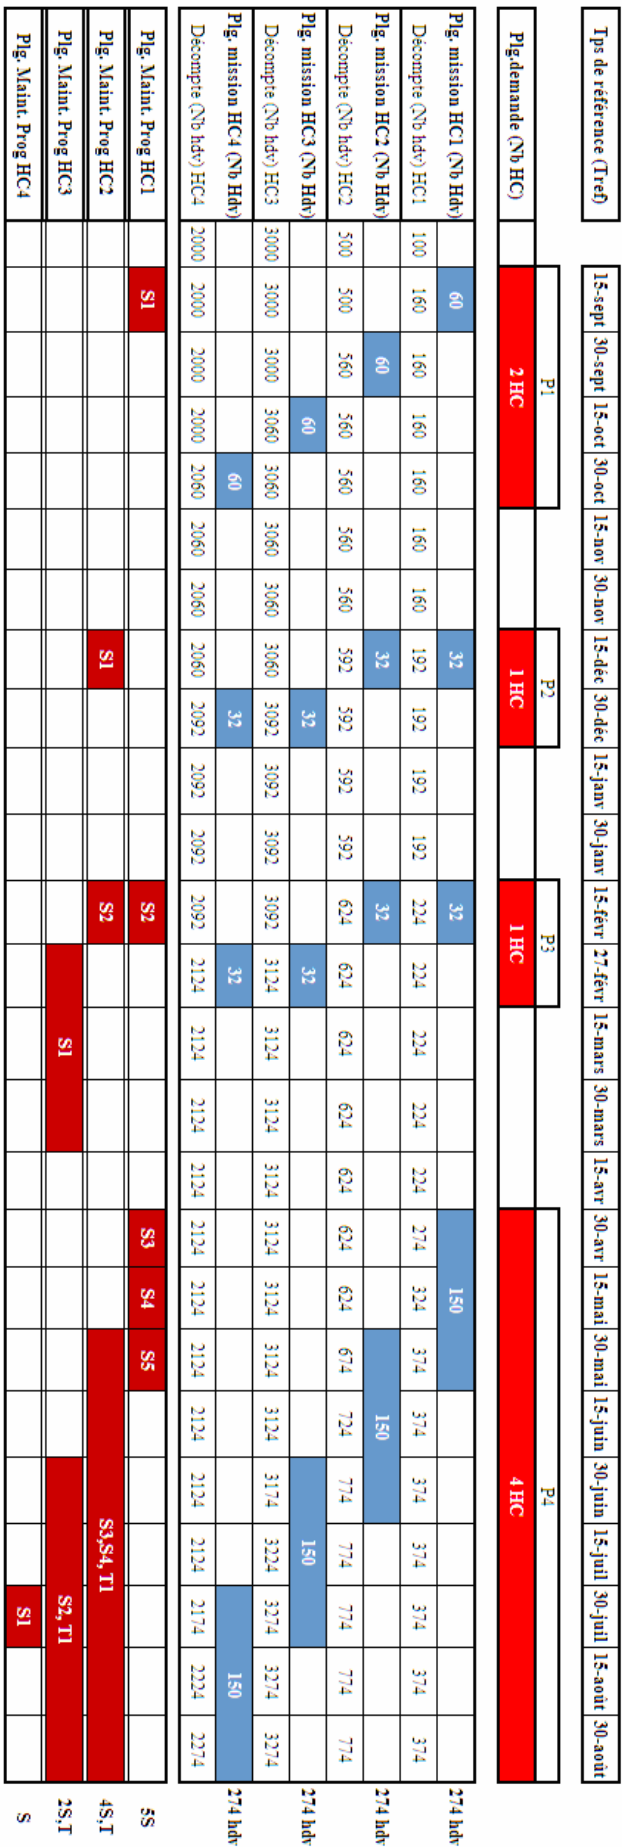 Tps de référence (Tref) 15-sept 30-sept 15-oct 30-oct 15-nov 30-nov 15-déc 30-déc 15-janv 30-janv 15-févr 27-févr 15-mars 30-mars 15-avr 30-avr 15-mai 30-mai 15-juin 30-juin 15-juil 30-juil 15-août 30-août
P1 P2 P3 P4
Plg.demande (Nb HC) 2 HC 1 HC 1 HC 4 HC
Plg. mission HC1 (Nb Hdv) 60 32 32 150 274 hdv
Décompte (Nb hdv) HC1 100 160 160 160 160 160 160 192 192 192 192 224 224 224 224 224 274 324 374 374 374 374 374 374 374
Plg. mission HC2 (Nb Hdv) 60 32 32 150 274 hdv
Décompte (Nb hdv) HC2 500 500 560 560 560 560 560 592 592 592 592 624 624 624 624 624 624 624 674 724 774 774 774 774 774
Plg. mission HC3 (Nb Hdv) 60 32 32 150 274 hdv
Décompte (Nb hdv) HC3 3000 3000 3000 3060 3060 3060 3060 3060 3092 3092 3092 3092 3124 3124 3124 3124 3124 3124 3124 3124 3174 3224 3274 3274 3274
Plg. mission HC4 (Nb Hdv) 60 32 32 150 274 hdv
Décompte (Nb hdv) HC4 2000 2000 2000 2000 2060 2060 2060 2060 2092 2092 2092 2092 2124 2124 2124 2124 2124 2124 2124 2124 2124 2124 2174 2224 2274
Plg. Maint. Prog HC1 S1 S2 S3 S4 S5 5S
Plg. Maint. Prog HC2 S1 S2 S3,S4, T1 4S,T
Plg. Maint. Prog HC3 S1 S2, T1 2S,T
Plg. Maint. Prog HC4 S1 S